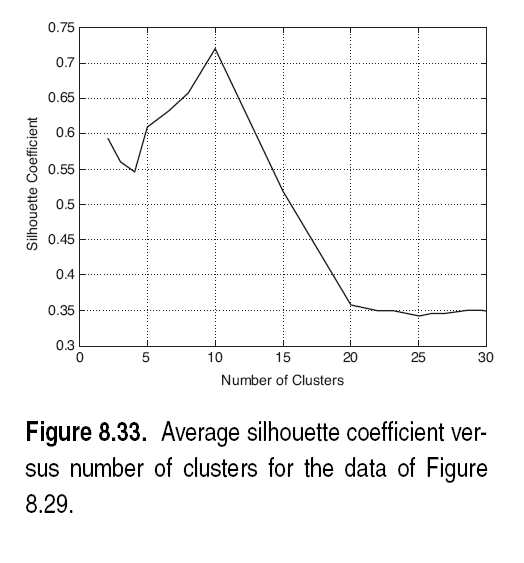 0.75
0.7
0.65
0.6
0.55
0.5
0.45
0.4
0.35
0.3
Silhouette Coefficient
0 5 10 15 20 25 30
Number of Clusters
Figure 8.33. Average silhouette coefficient ver-
sus number of clusters for the data of Figure
8.29.